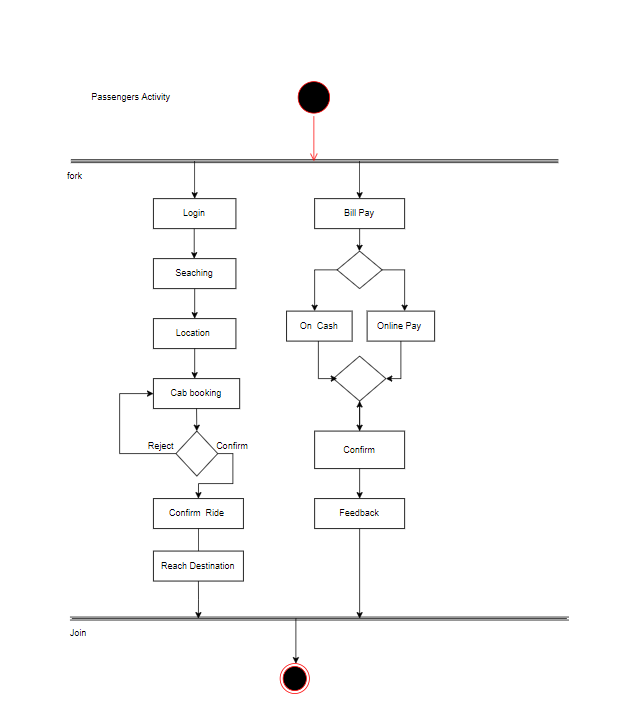 Passengers Activity
fork
Login
Bill Pay
Seaching
On Cash
Online Pay
Location
Cab booking
Reject
Confirm
Confirm
Confirm Ride
Feedback
Reach Destination
Join